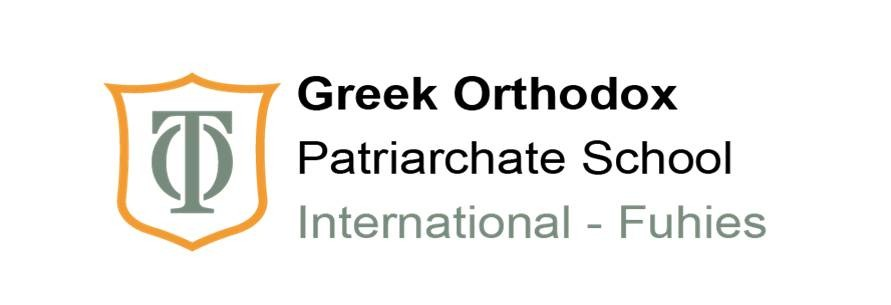 Greek Orthodox
Patriarchate School
International - Fuhies